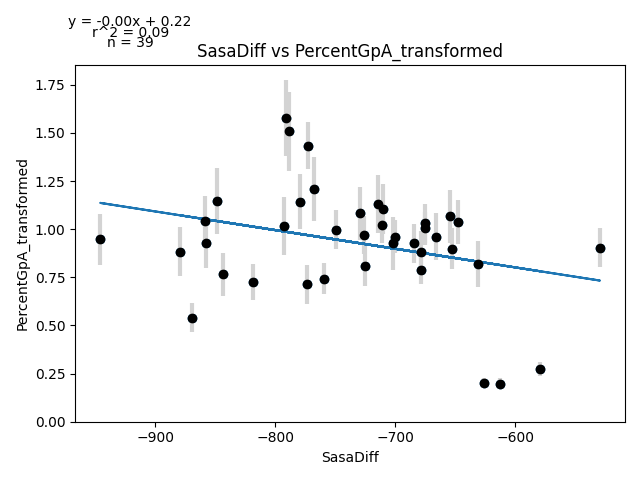 y = -0.00x + 0.22
r^2 = 0.09
n = 39
SasaDiff vs PercentGpA_transformed
1.75
1.50
1.25
1.00
0.75
0.50
0.25
0.00
PercentGpA_transformed
−900 −800 −700 −600
SasaDiff